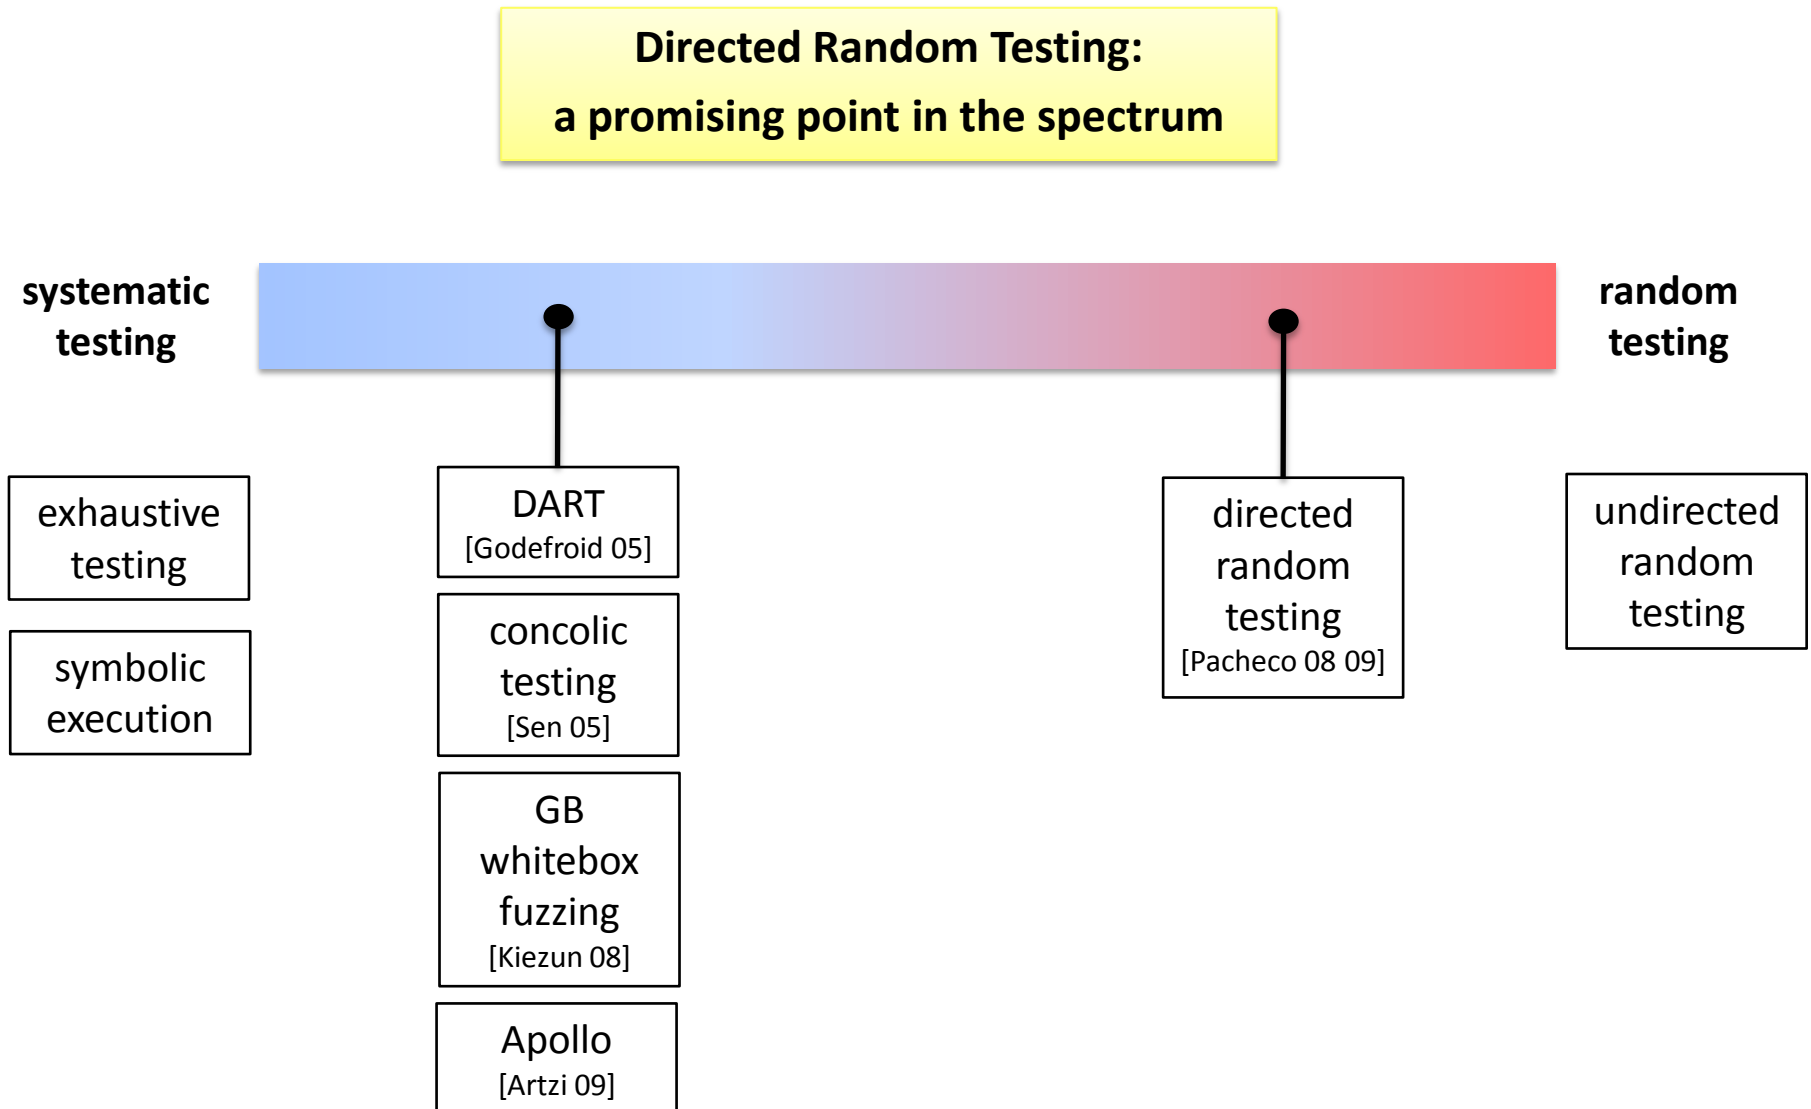 Directed Random Testing:
a promising point in the spectrum
systematic
testing
random
testing
exhaustive
testing
symbolic
execution
DART
[Godefroid 05]
concolic
testing
[Sen 05]
GB
whitebox
fuzzing
[Kiezun 08]
Apollo
[Artzi 09]
directed
random
testing
[Pacheco 08 09]
undirected
random
testing